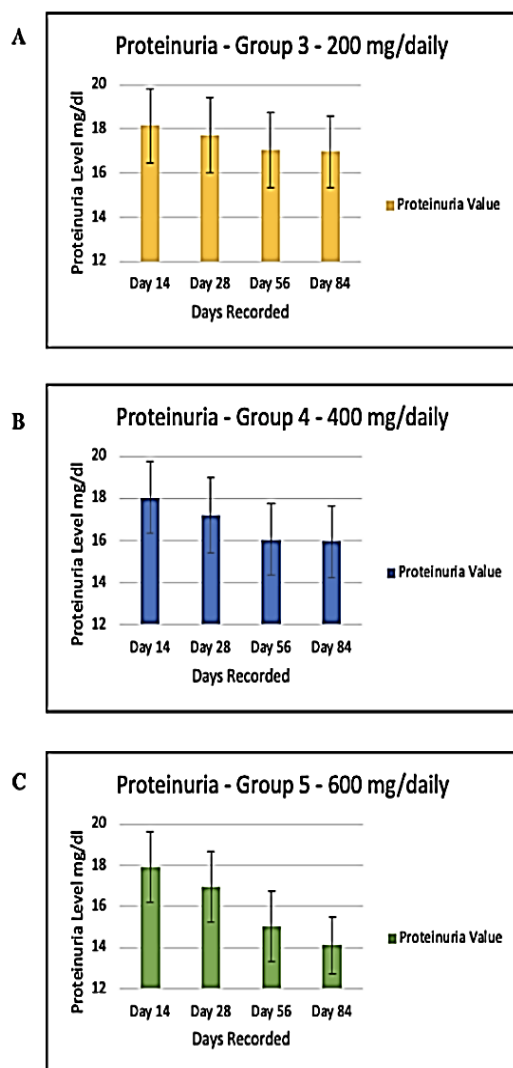 A
Proteinuria - Group 3 - 200 mg/daily
Proteinuria Level mg/dl
20
18
16
14
12
Day 14 Day 28 Day 56 Day 84
Days Recorded
Proteinuria Value
B
Proteinuria - Group 4 - 400 mg/daily
Proteinuria Level mg/dl
20
18
16
14
12
Day 14 Day 28 Day 56 Day 84
Days Recorded
Proteinuria Value
C
Proteinuria - Group 5 - 600 mg/daily
Proteinuria Level mg/dl
20
18
16
14
12
Day 14 Day 28 Day 56 Day 84
Days Recorded
Proteinuria Value